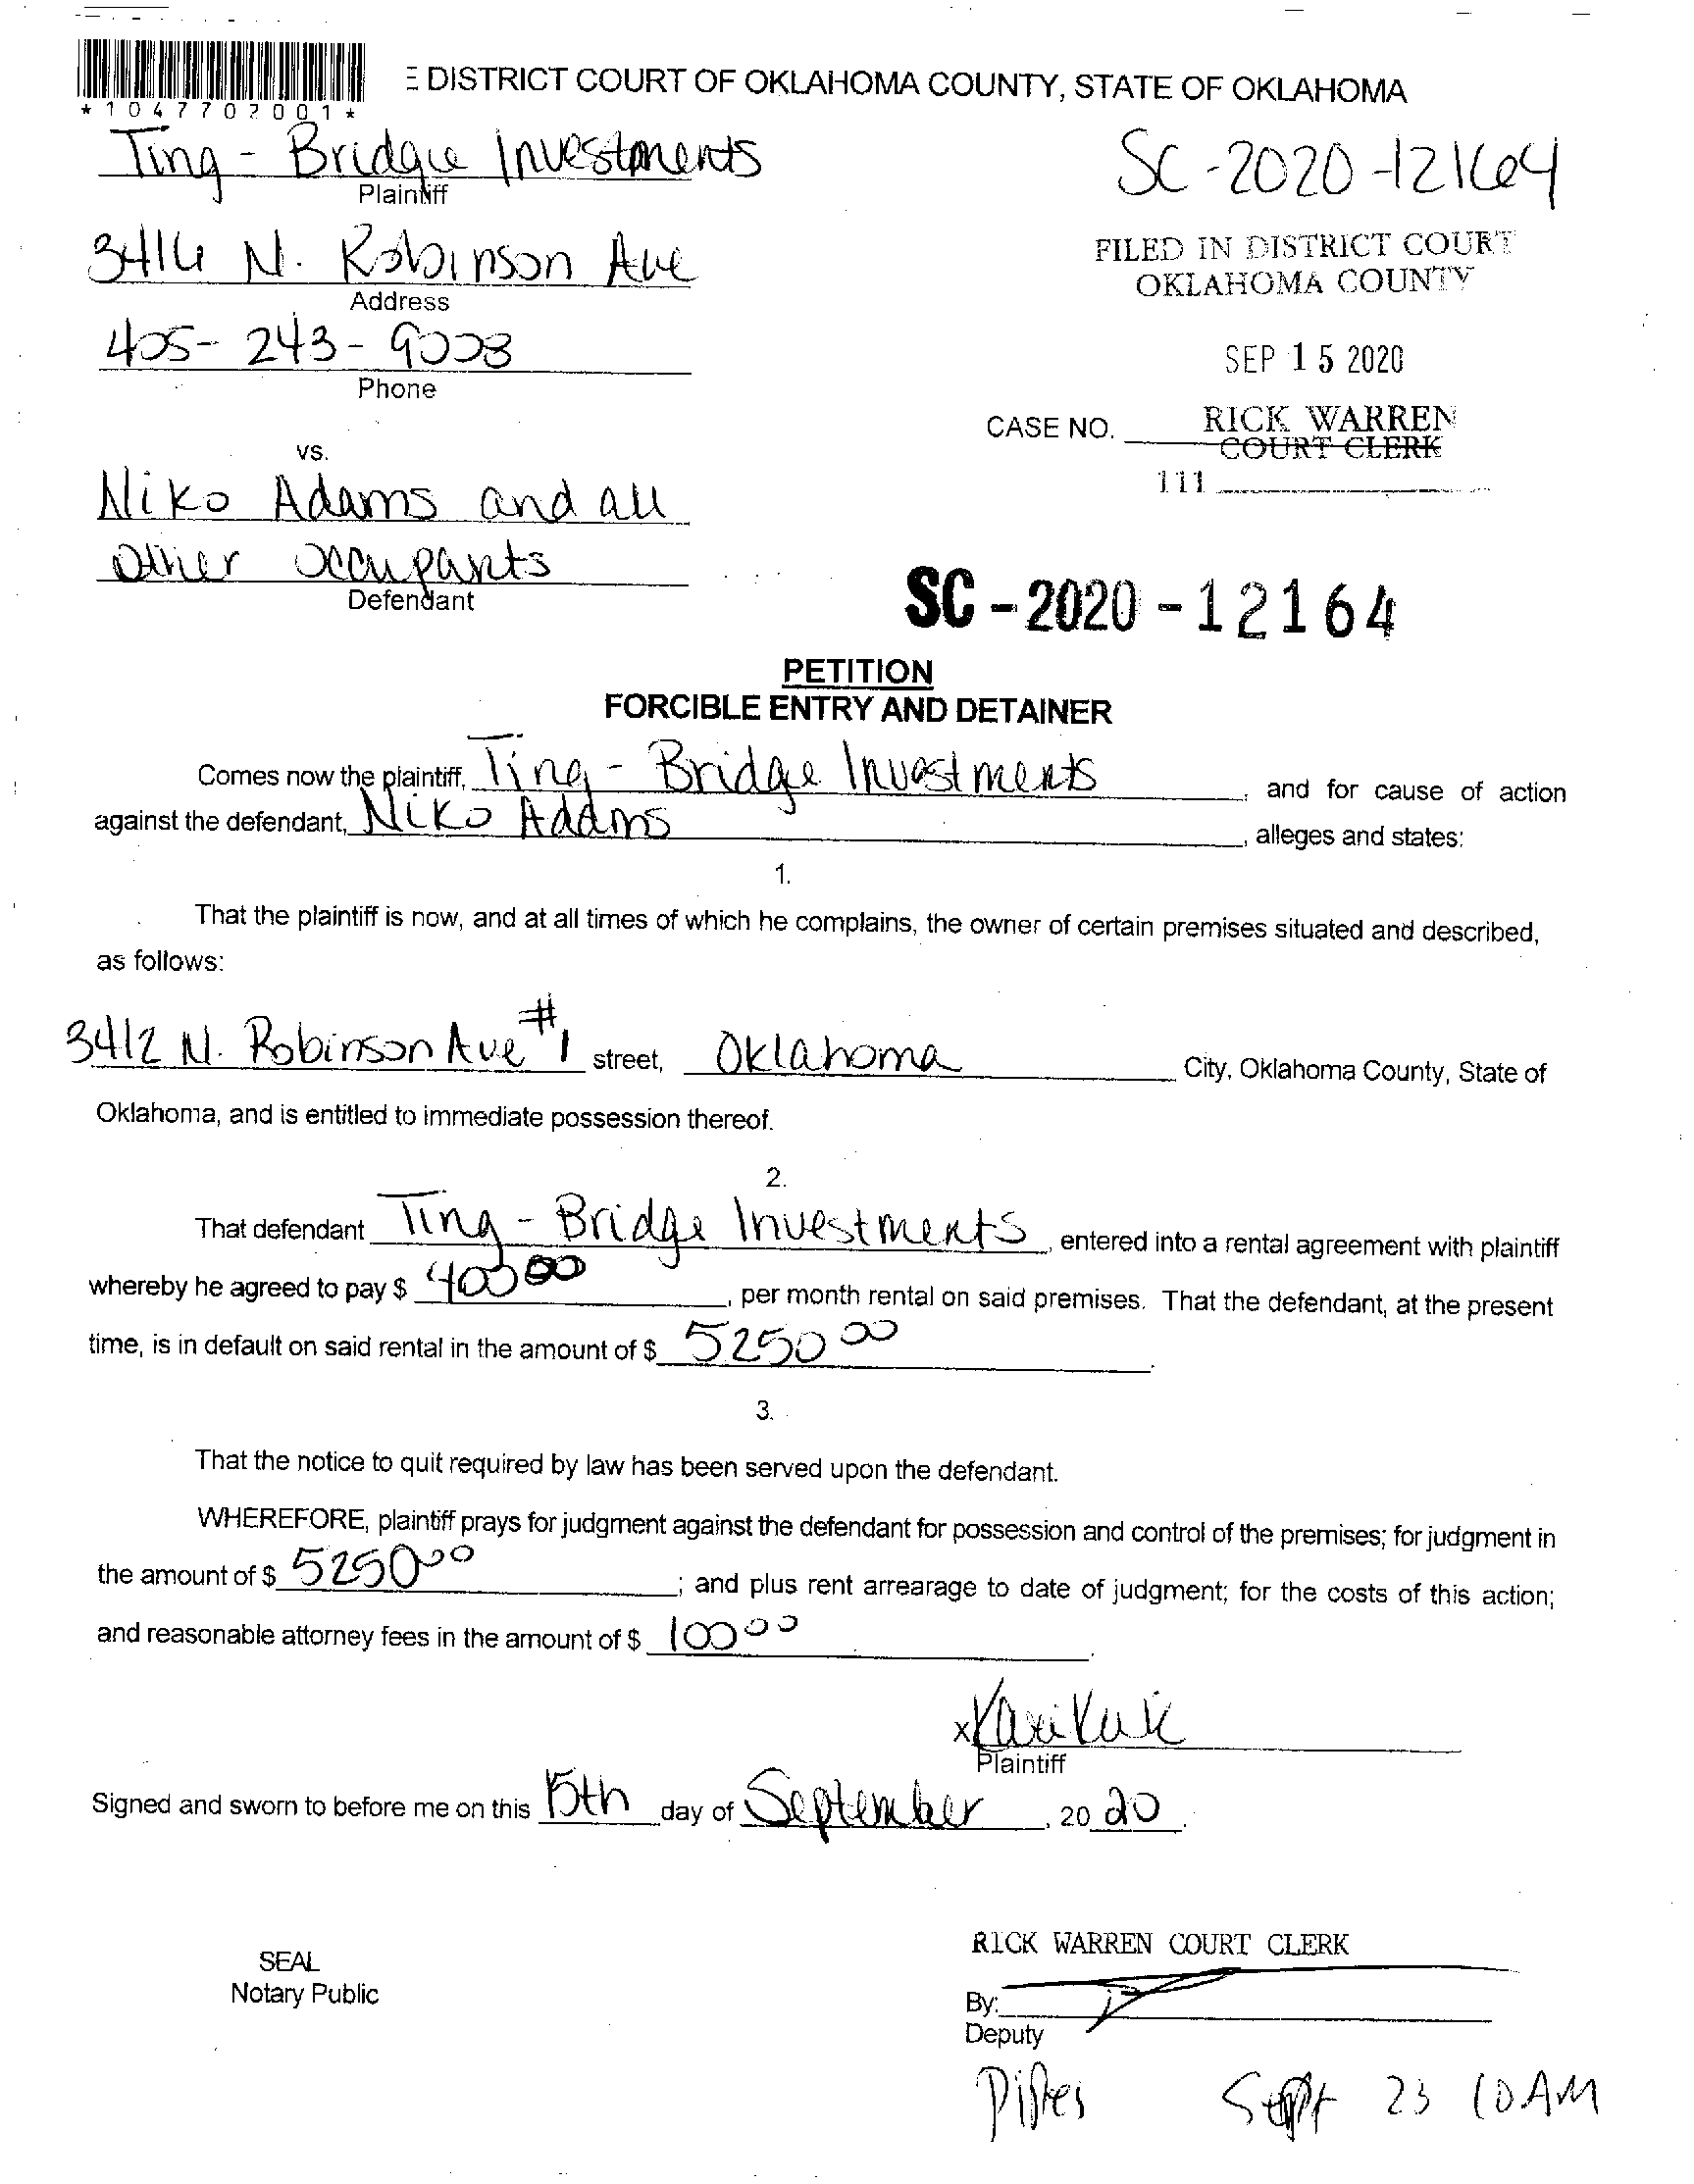 *1047702001*
DISTRICT COURT OF OKLAHOMA COUNTY, STATE OF OKLAHOMA
Ting - Bridge Investments
Plaintiff
SC-2020-12164
3414 N. Robinson Ave
Address
FILED IN DISTRICT COURT
OKLAHOMA COUNTY
405-243-9008
Phone
SEP 15 2020
CASE NO.
RICK WARREN
COURT CLERK
111
vs.
Niko Adams and all
Other Occupants
Defendant
SC-2020-12164
PETITION
FORCIBLE ENTRY AND DETAINER
Comes now the plaintiff, Ting - Bridge Investments, and for cause of action
against the defendant, Niko Adams, alleges and states:
1.
That the plaintiff is now, and at all times of which he complains, the owner of certain premises situated and described,
as follows:
3412 N. Robinson Ave #1 street, Oklahoma City, Oklahoma County, State of
Oklahoma, and is entitled to immediate possession thereof.
2.
That defendant Ting - Bridge Investments, entered into a rental agreement with plaintiff
whereby he agreed to pay $ 400 00, per month rental on said premises. That the defendant, at the present
time, is in default on said rental in the amount of $ 5250 00.
3.
That the notice to quit required by law has been served upon the defendant.
WHEREFORE, plaintiff prays for judgment against the defendant for possession and control of the premises; for judgment in
the amount of $ 5250 00; and plus rent arrearage to date of judgment; for the costs of this action;
and reasonable attorney fees in the amount of $ 100 00.
x
Plaintiff
Signed and sworn to before me on this 15th day of September, 20 20.
SEAL
Notary Public
RICK WARREN COURT CLERK
By:
Deputy
Sept 23 10 AM